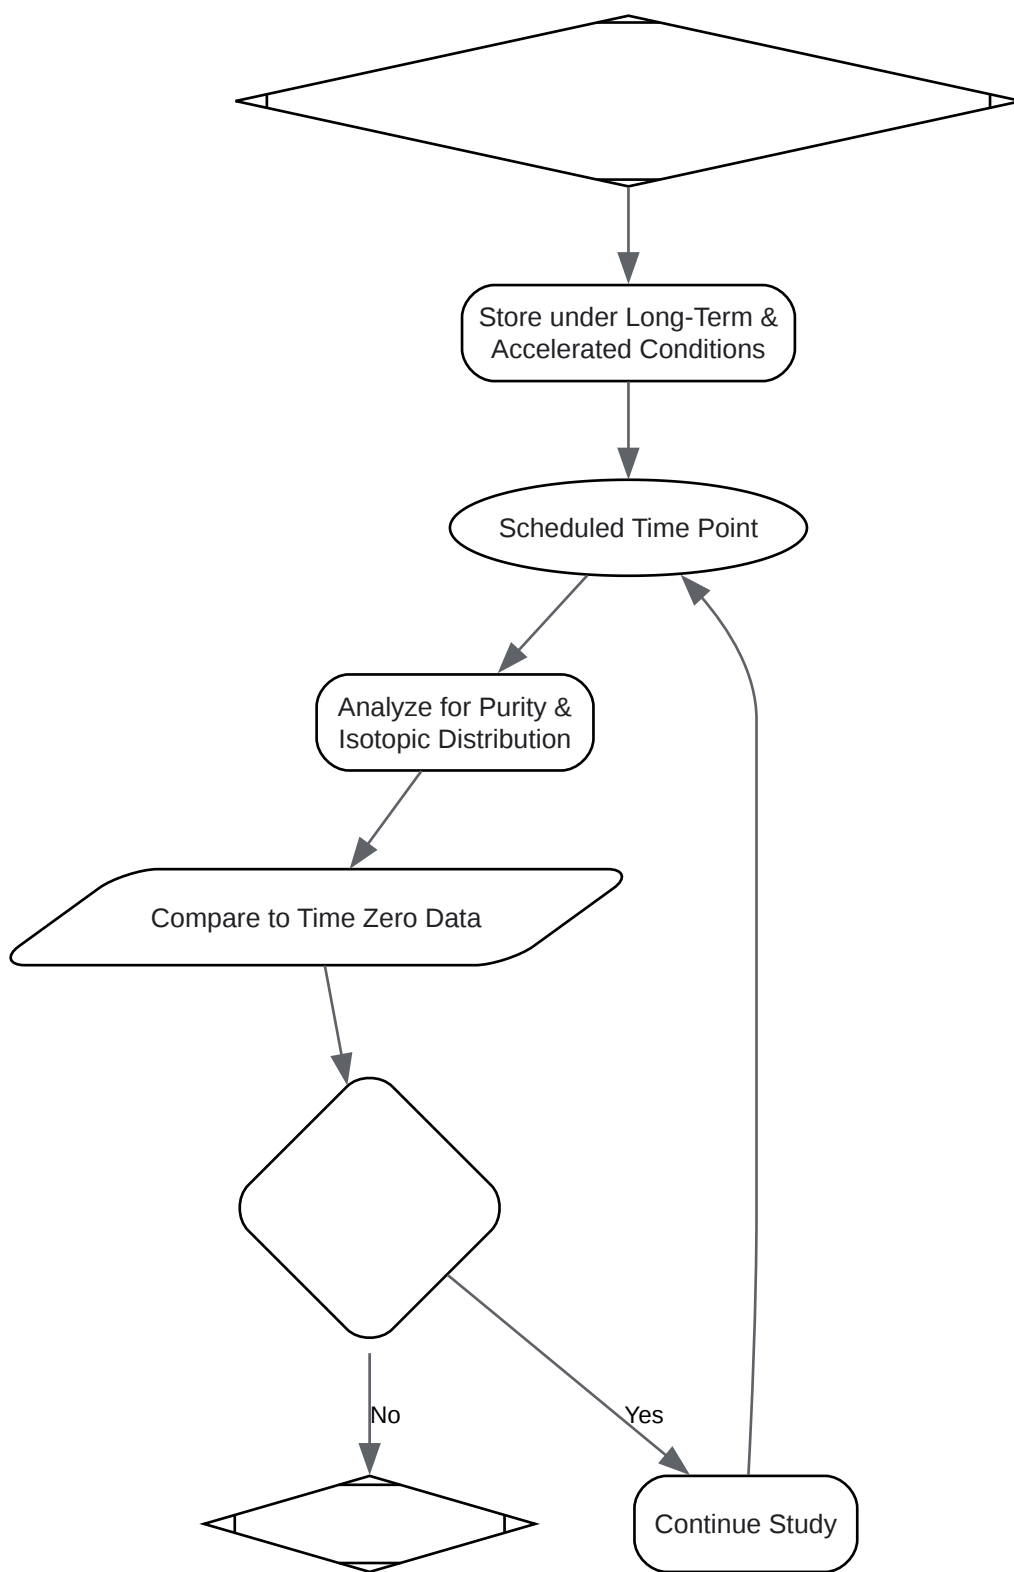 Store under Long-Term &
Accelerated Conditions
Scheduled Time Point
Analyze for Purity &
Isotopic Distribution
Compare to Time Zero Data
No
Yes
Continue Study